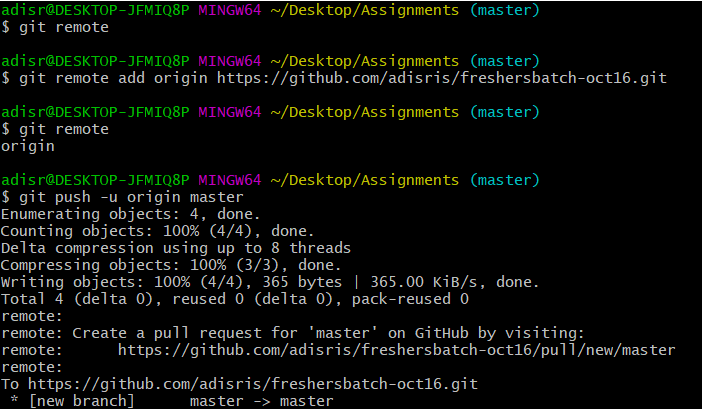 adisr@DESKTOP-JFMIQ8P MINGW64 ~/Desktop/Assignments (master)
$ git remote
adisr@DESKTOP-JFMIQ8P MINGW64 ~/Desktop/Assignments (master)
$ git remote add origin https://github.com/adisris/freshersbatch-oct16.git
adisr@DESKTOP-JFMIQ8P MINGW64 ~/Desktop/Assignments (master)
$ git remote
origin
adisr@DESKTOP-JFMIQ8P MINGW64 ~/Desktop/Assignments (master)
$ git push -u origin master
Enumerating objects: 4, done.
Counting objects: 100% (4/4), done.
Delta compression using up to 8 threads
Compressing objects: 100% (3/3), done.
Writing objects: 100% (4/4), 365 bytes | 365.00 KiB/s, done.
Total 4 (delta 0), reused 0 (delta 0), pack-reused 0
remote:
remote: Create a pull request for 'master' on GitHub by visiting:
remote:      https://github.com/adisris/freshersbatch-oct16/pull/new/master
remote:
To https://github.com/adisris/freshersbatch-oct16.git
 * [new branch]      master -> master